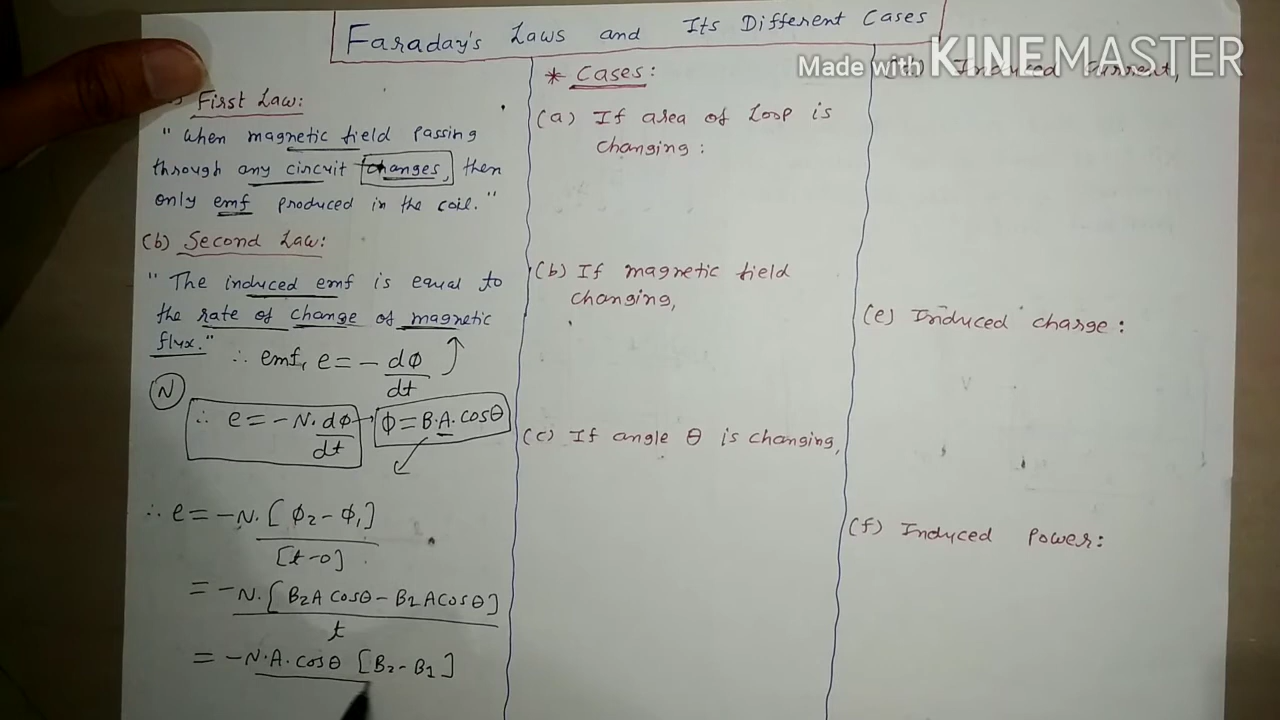 Faraday's Laws and Its Different Cases
Made with KINEMASTER
First Law:
"When magnetic field passing
through any circuit changes, then
only emf produced in the coil."
(b) Second Law:
"The induced emf is equal to
the rate of change of magnetic
flux." ∴ emf, e = - dφ/dt
N
∴ e = -N. dφ/dt → φ = B.A.cosθ
∴ e = -N. [φ2 - φ1]
[t-0]
= -N. [B2A cosθ - B1A cosθ]
t
= -N.A. cosθ [B2 - B1]
* Cases:
(a) If area of Loop is
changing:
(b) If magnetic field
changing,
(c) If angle θ is changing,
Induced current,
(e) Induced charge:
(f) Induced Power: